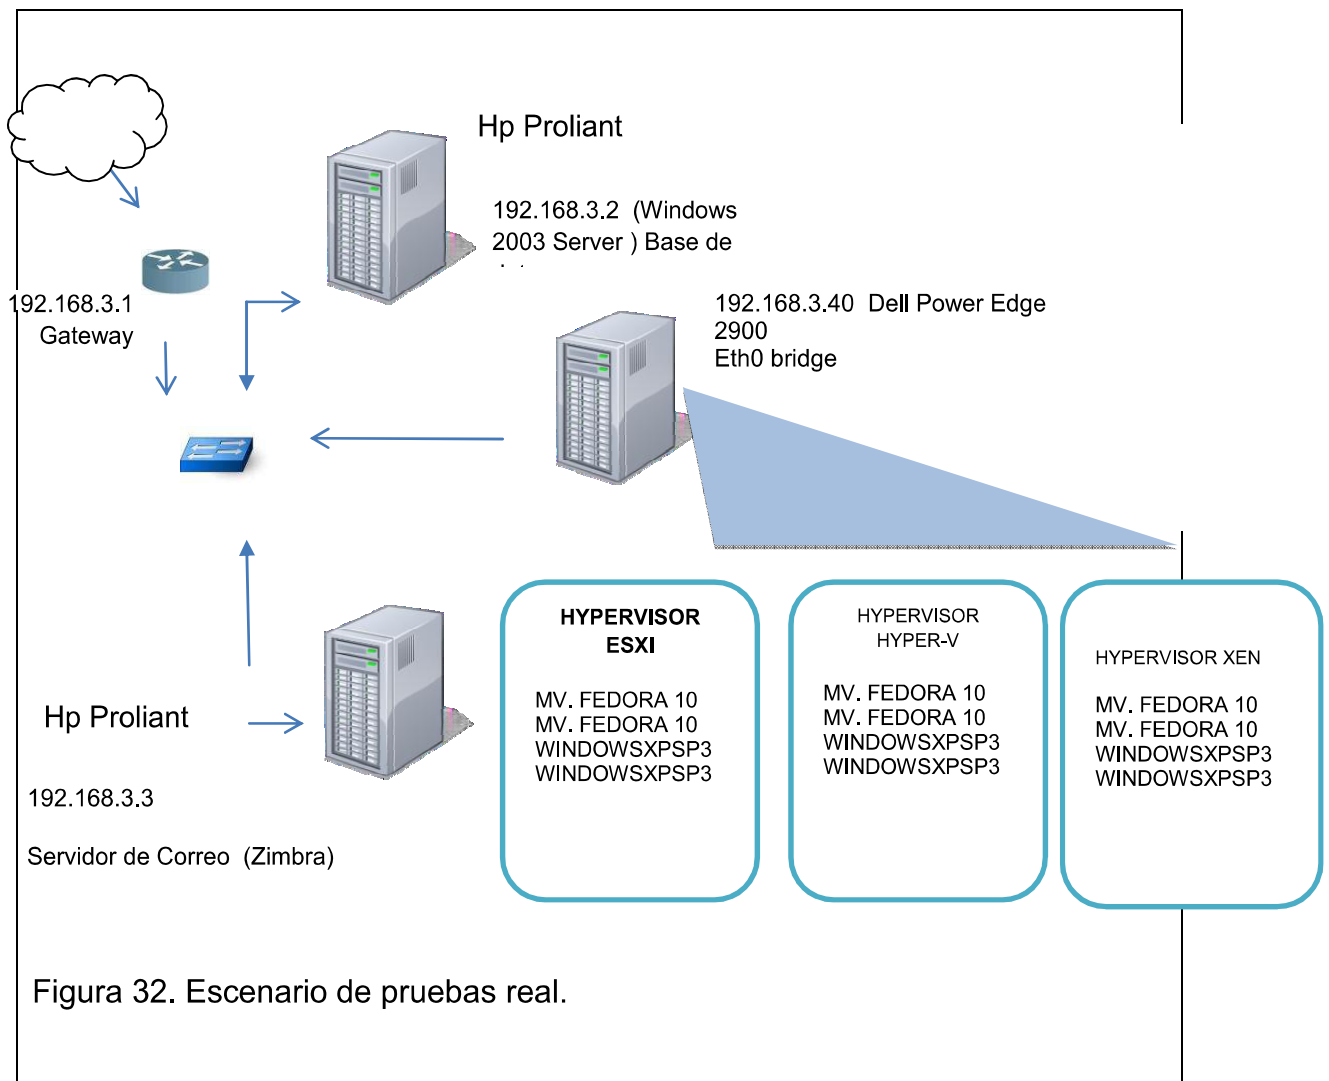 Hp Proliant
192.168.3.2 (Windows
2003 Server ) Base de
192.168.3.1
Gateway
192.168.3.40 Dell Power Edge
2900
Eth0 bridge
HYPERVISOR
ESXI
MV. FEDORA 10
MV. FEDORA 10
WINDOWSXPSP3
WINDOWSXPSP3
HYPERVISOR
HYPER-V
MV. FEDORA 10
MV. FEDORA 10
WINDOWSXPSP3
WINDOWSXPSP3
HYPERVISOR XEN
MV. FEDORA 10
MV. FEDORA 10
WINDOWSXPSP3
WINDOWSXPSP3
Hp Proliant
192.168.3.3
Servidor de Correo (Zimbra)
Figura 32. Escenario de pruebas real.